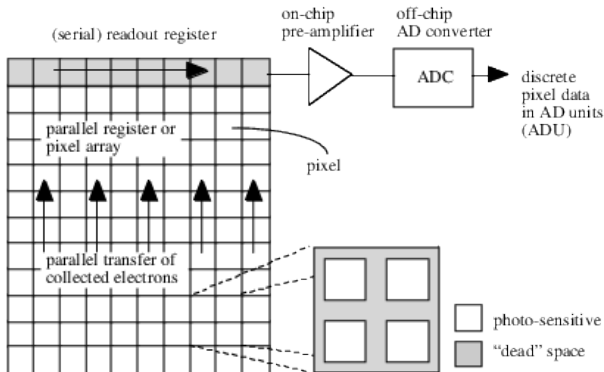 (serial) readout register
on-chip
pre-amplifier
off-chip
AD converter
ADC
discrete
pixel data
in AD units
(ADU)
parallel register or
pixel array
pixel
parallel transfer of
collected electrons
photo-sensitive
“dead” space